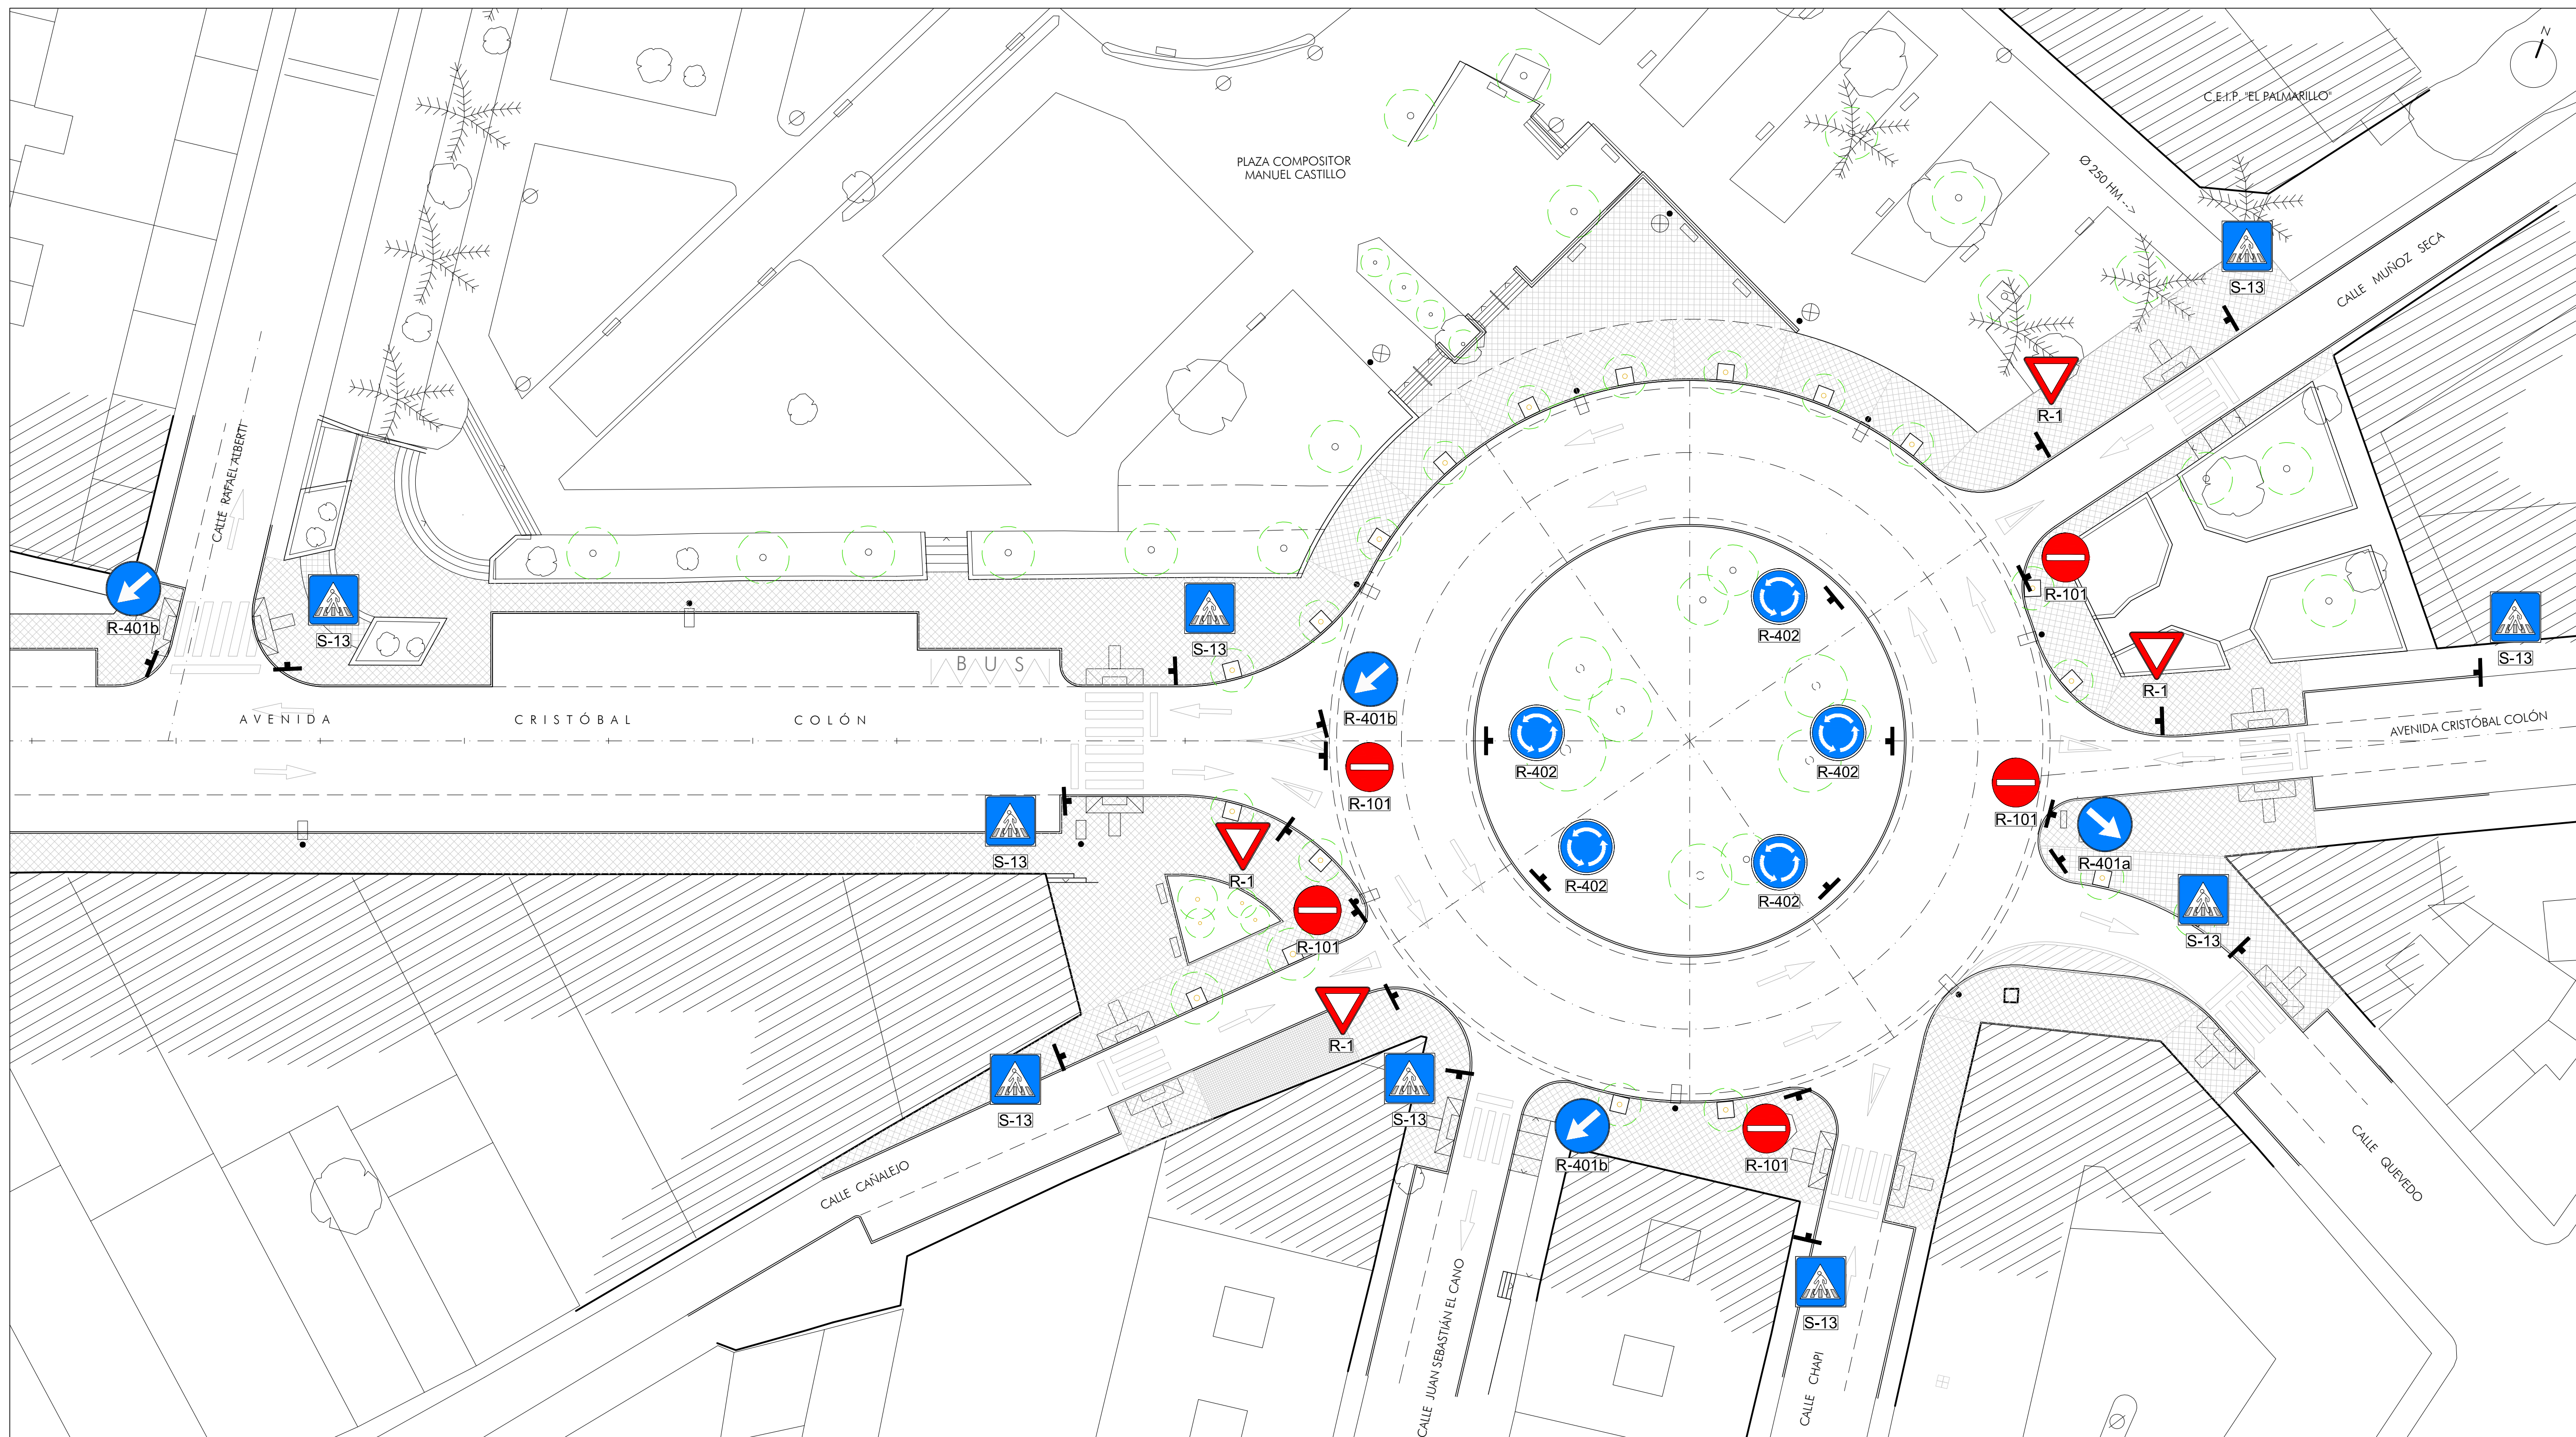 N
C.E.I.P. "EL PALMARILLO"
PLAZA COMPOSITOR
MANUEL CASTILLO
Ø 250 HM-->
CALLE MUÑOZ SECA
S-13
R-1
CALLE RAFAEL ALBERTI
R-401b
S-13
S-13
R-101
R-402
S-13
BUS
R-1
R-401b
AVENIDA CRISTÓBAL COLÓN
AVENIDA CRISTÓBAL COLÓN
R-402
R-402
R-101
R-101
S-13
R-1
R-402
R-402
R-401a
R-101
S-13
R-1
S-13
S-13
R-401b
R-101
CALLE CAÑALEJO
CALLE QUEVEDO
S-13
CALLE JUAN SEBASTIÁN EL CANO
CALLE CHAPI